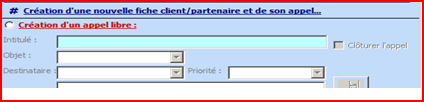 # Création d'une nouvelle fiche client/partenaire et de son appel...
Création d'un appel libre :
Intitulé :
Clôturer l'appel
Objet :
Destinataire : Priorité :